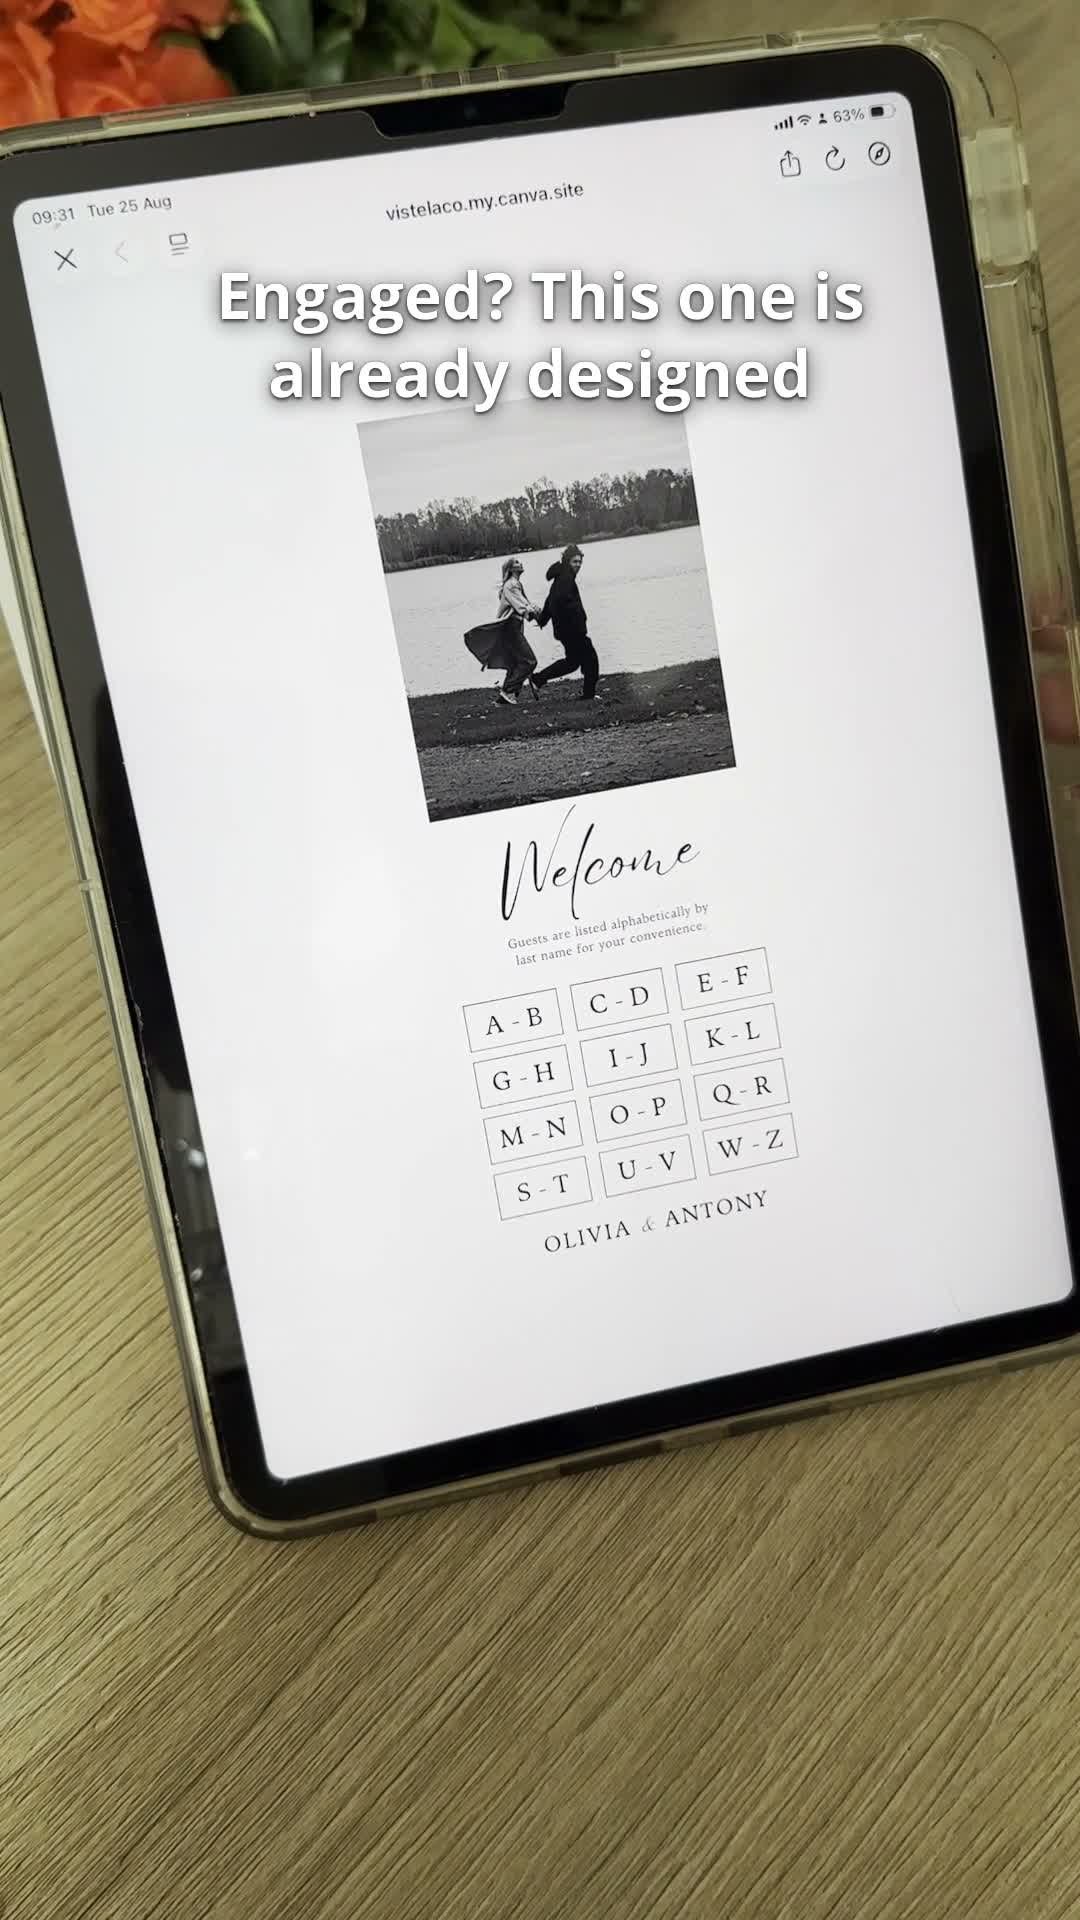 09:31 Tue 25 Aug
63%
vistelaco.my.canva.site
Engaged? This one is
already designed
Welcome
Guests are listed alphabetically by
last name for your convenience.
A - B
C - D
E - F
G - H
I - J
K - L
M - N
O - P
Q - R
S - T
U - V
W - Z
OLIVIA & ANTONY